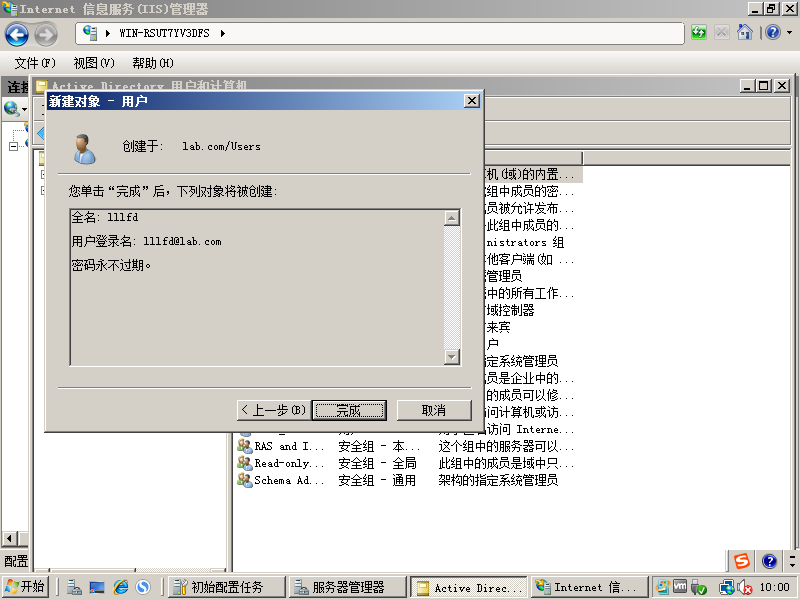 Internet 信息服务(IIS)管理器
WIN-RSUT7YV3DFS
文件(F) 视图(V) 帮助(H)
连接
Active Directory 用户和计算机
新建对象 - 用户
创建于: lab.com/Users
您单击“完成”后，下列对象将被创建:
全名: lllfd
用户登录名: lllfd@lab.com
密码永不过期。
< 上一步(B) 完成 取消
机(域)的内置...
组中成员的密...
员被允许发布...
此组中成员的...
nistrators 组
他客户端(如 ...
管理员
中的所有工作...
域控制器
来宾
户
指定系统管理员
成员是企业中的...
的成员可以修...
访问计算机或访...
访问 Interne...
RAS and I... 安全组 - 本... 这个组中的服务器可以...
Read-only... 安全组 - 全局 此组中的成员是域中只...
Schema Ad... 安全组 - 通用 架构的指定系统管理员
配置
开始 初始配置任务 服务器管理器 Active Direc... Internet 信... 10:00